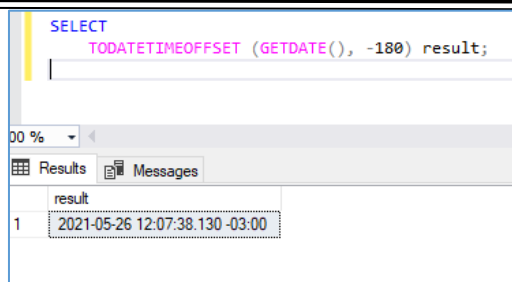 SELECT
TODATETIMEOFFSET (GETDATE(), -180) result;
00 %
Results Messages
result
1 2021-05-26 12:07:38.130 -03:00